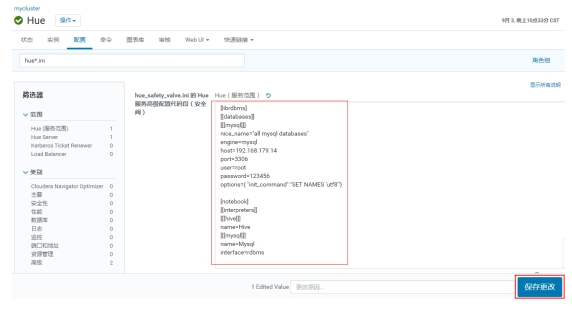 mycluster
Hue 操作
9月 3, 晚上10点33分 CST
状态 实例 配置 命令 图表库 审核 Web UI 快速链接
hue*.ini
角色组
显示所有说明
筛选器
范围
Hue (服务范围) 1
Hue Server 1
Kerberos Ticket Renewer 0
Load Balancer 0
类别
Cloudera Navigator Optimizer 0
主要 0
安全性 0
性能 0
数据库 0
日志 0
监控 0
端口和地址 0
资源管理 0
高级 2
hue_safety_valve.ini 的 Hue
服务高级配置代码段（安全
阀）
Hue（服务范围）
[librdbms]
[[databases]]
[[[mysql]]]
nice_name="all mysql databases"
engine=mysql
host=192.168.179.14
port=3306
user=root
password=123456
options={ "init_command":"SET NAMES 'utf8'"}
[notebook]
[[interpreters]]
[[[hive]]]
name=Hive
[[[mysql]]]
name=Mysql
interface=rdbms
1 Edited Value 更改原因...
保存更改